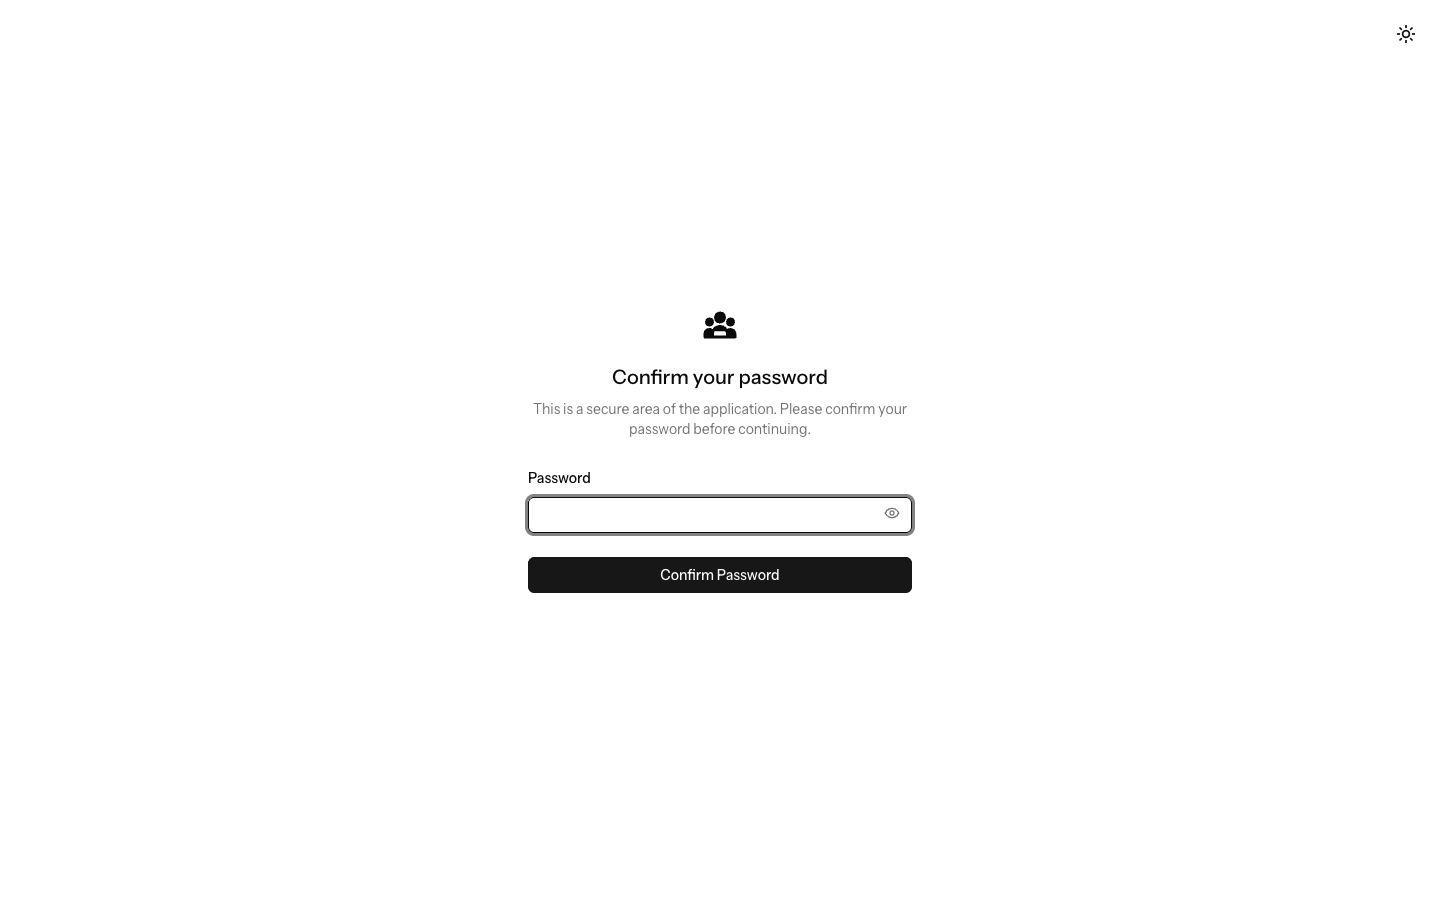 Confirm your password
This is a secure area of the application. Please confirm your
password before continuing.
Password
Confirm Password